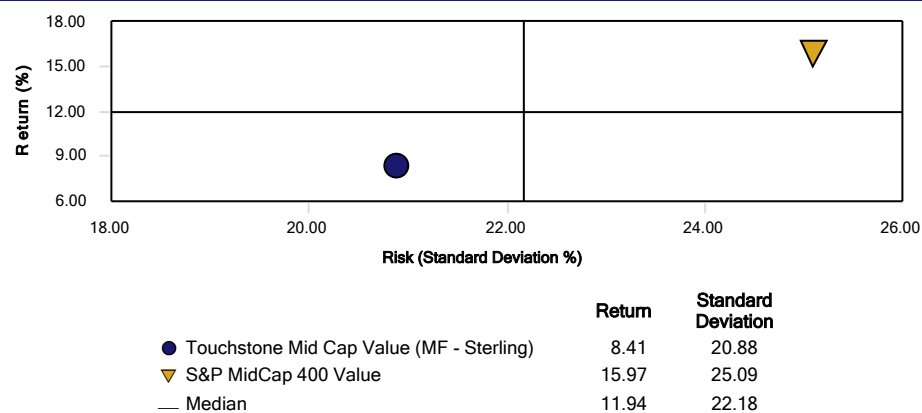 18.00
15.00
12.00
9.00
6.00
Return (%)
18.00 20.00 22.00 24.00 26.00
Risk (Standard Deviation %)
Return Standard Deviation
Touchstone Mid Cap Value (MF - Sterling) 8.41 20.88
S&P MidCap 400 Value 15.97 25.09
Median 11.94 22.18